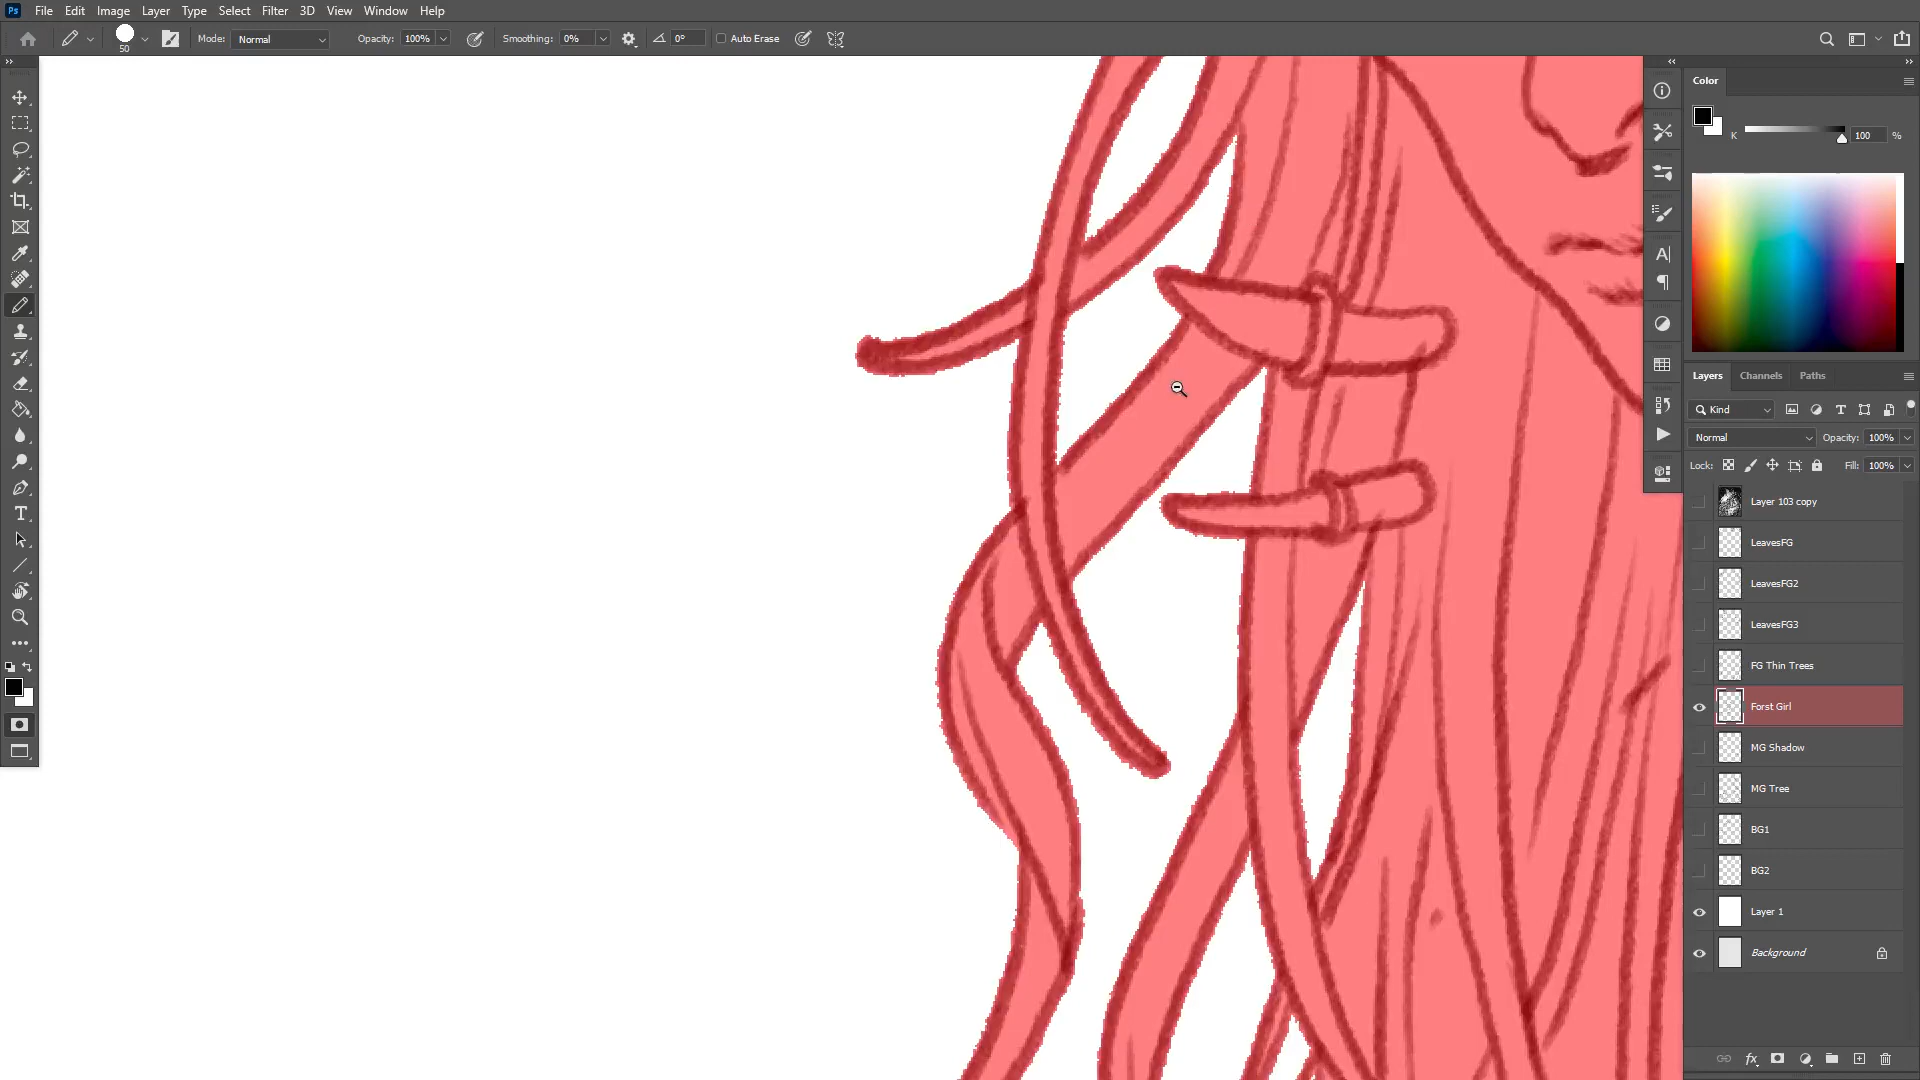 Ps File Edit Image Layer Type Select Filter 3D View Window Help
50 Mode: Normal Opacity: 100% Smoothing: 0% 0° Auto Erase
Color
K 100 %
Layers Channels Paths
Kind T
Normal Opacity: 100%
Lock: Fill: 100%
Layer 103 copy
LeavesFG
LeavesFG2
LeavesFG3
FG Thin Trees
Forst Girl
MG Shadow
MG Tree
BG1
BG2
Layer 1
Background
fx